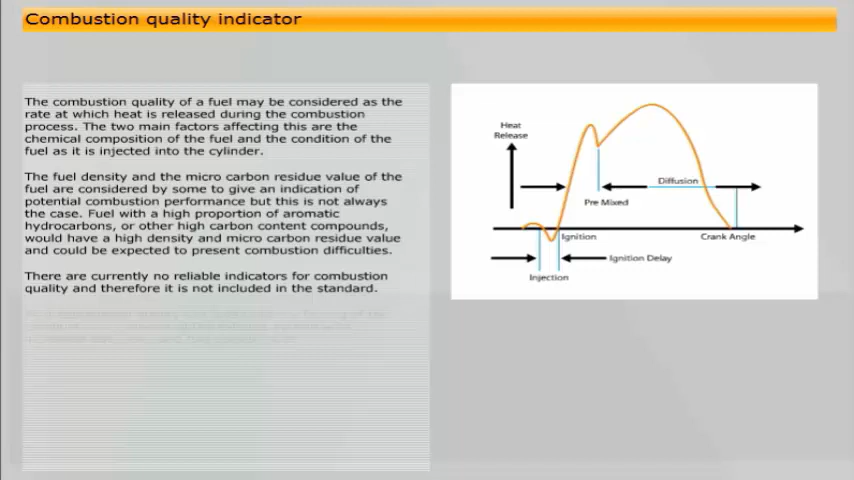 Combustion quality indicator
The combustion quality of a fuel may be considered as the
rate at which heat is released during the combustion
process. The two main factors affecting this are the
chemical composition of the fuel and the condition of the
fuel as it is injected into the cylinder.
The fuel density and the micro carbon residue value of the
fuel are considered by some to give an indication of
potential combustion performance but this is not always
the case. Fuel with a high proportion of aromatic
hydrocarbons, or other high carbon content compounds,
would have a high density and micro carbon residue value
and could be expected to present combustion difficulties.
There are currently no reliable indicators for combustion
quality and therefore it is not included in the standard.
Heat
Release
Diffusion
Pre Mixed
Ignition
Crank Angle
Ignition Delay
Injection